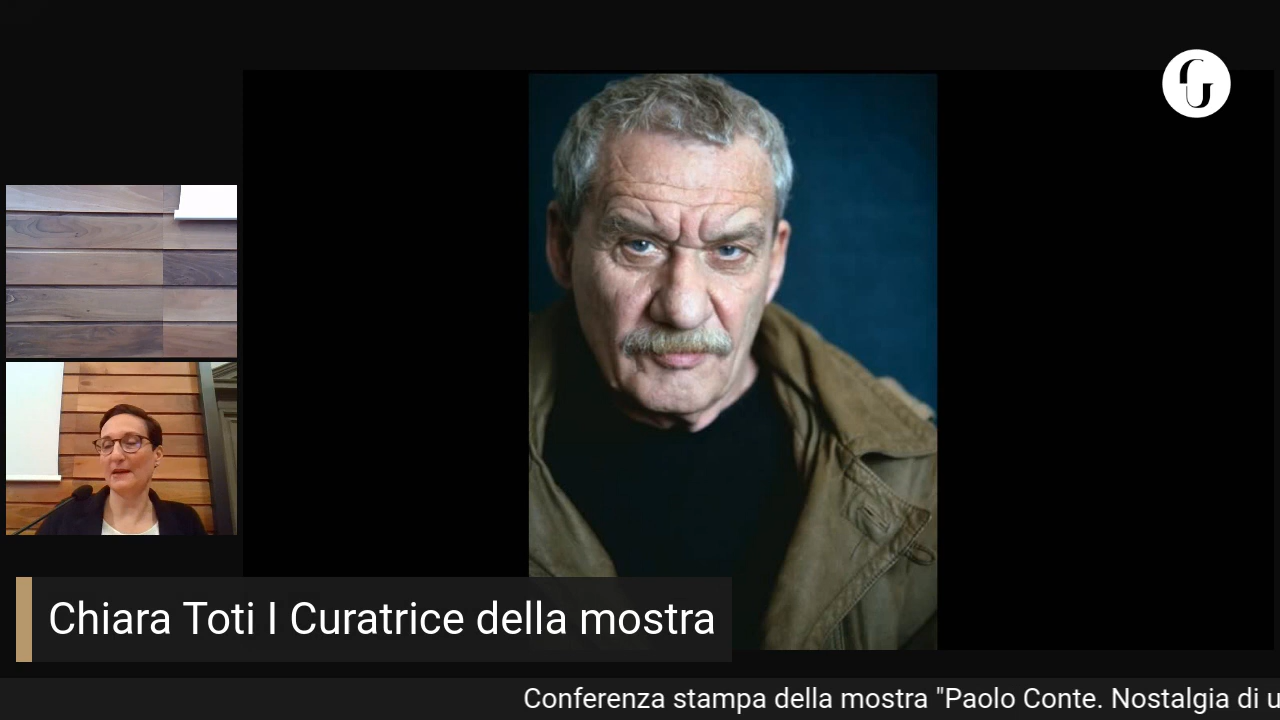 Chiara Toti I Curatrice della mostra
Conferenza stampa della mostra "Paolo Conte. Nostalgia di u